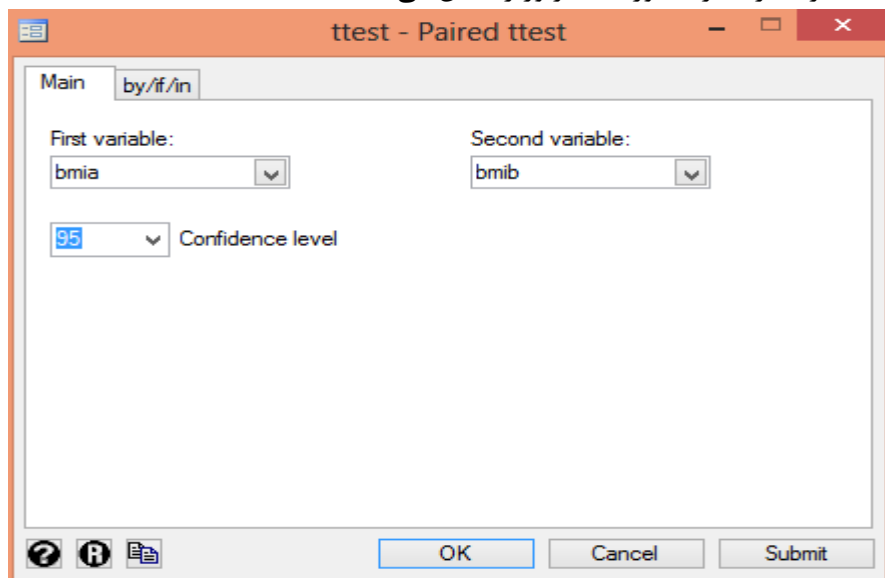 ttest - Paired ttest
Main by/if/in
First variable: Second variable:
bmia bmib
95 Confidence level
OK Cancel Submit